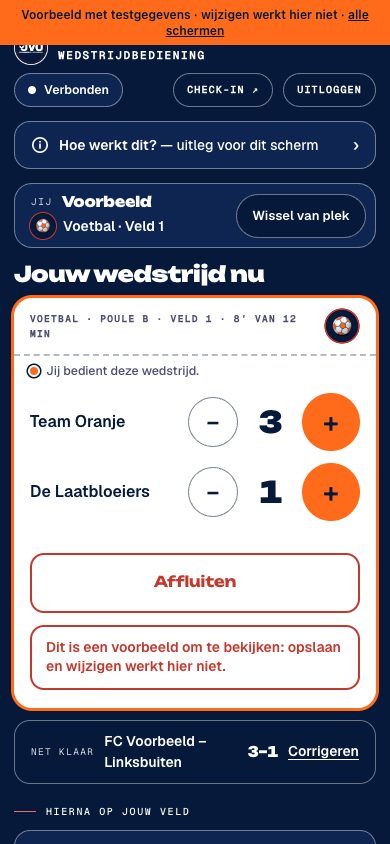 Voorbeeld met testgegevens · wijzigen werkt hier niet · alle
schermen
JVU
WEDSTRIJDBEDIENING
Verbonden
CHECK-IN ↗
UITLOGGEN
Hoe werkt dit? — uitleg voor dit scherm ›
JIJ Voorbeeld
Voetbal · Veld 1
Wissel van plek
Jouw wedstrijd nu
VOETBAL · POULE B · VELD 1 · 8' VAN 12
MIN
Jij bedient deze wedstrijd.
Team Oranje − 3 +
De Laatbloeiers − 1 +
Affluiten
Dit is een voorbeeld om te bekijken: opslaan
en wijzigen werkt hier niet.
NET KLAAR
FC Voorbeeld –
Linksbuiten
3–1 Corrigeren
HIERNA OP JOUW VELD